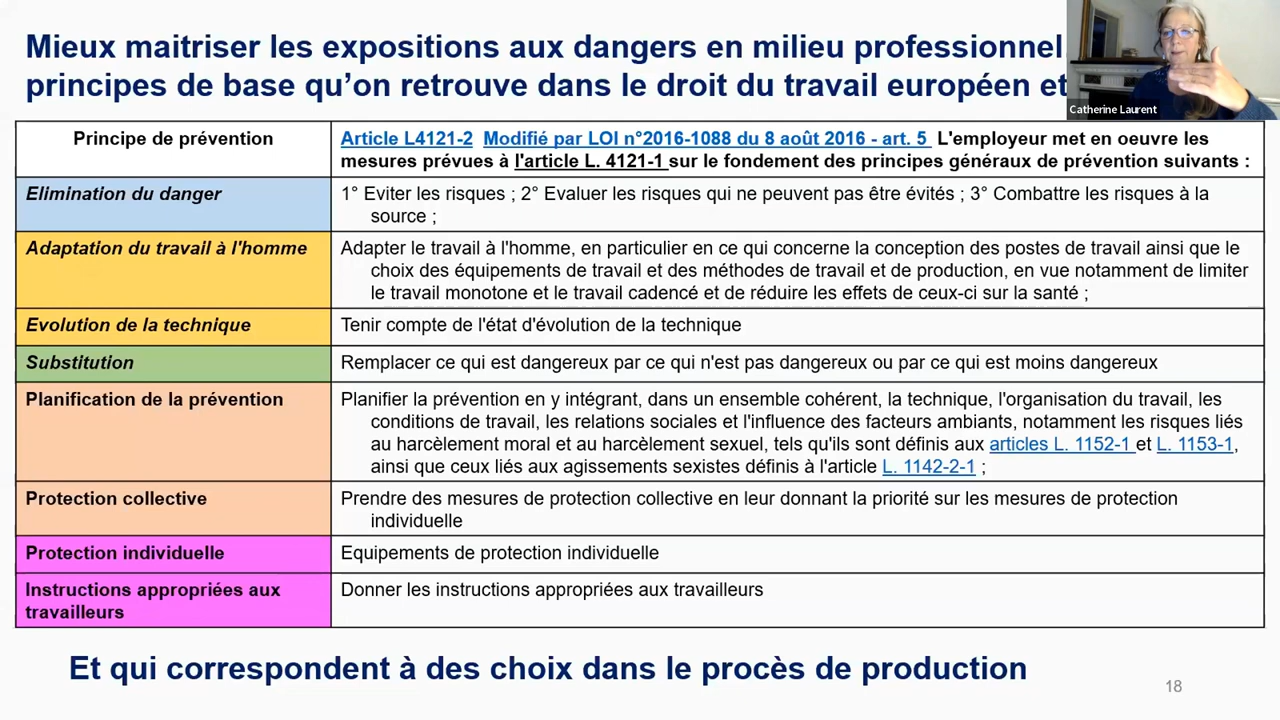 Mieux maitriser les expositions aux dangers en milieu professionnel
principes de base qu’on retrouve dans le droit du travail européen et
Catherine Laurent
Principe de prévention
Article L4121-2 Modifié par LOI n°2016-1088 du 8 août 2016 - art. 5 L'employeur met en oeuvre les
mesures prévues à l'article L. 4121-1 sur le fondement des principes généraux de prévention suivants :
Elimination du danger
1° Eviter les risques ; 2° Evaluer les risques qui ne peuvent pas être évités ; 3° Combattre les risques à la
source ;
Adaptation du travail à l'homme
Adapter le travail à l'homme, en particulier en ce qui concerne la conception des postes de travail ainsi que le
choix des équipements de travail et des méthodes de travail et de production, en vue notamment de limiter
le travail monotone et le travail cadencé et de réduire les effets de ceux-ci sur la santé ;
Evolution de la technique
Tenir compte de l'état d'évolution de la technique
Substitution
Remplacer ce qui est dangereux par ce qui n'est pas dangereux ou par ce qui est moins dangereux
Planification de la prévention
Planifier la prévention en y intégrant, dans un ensemble cohérent, la technique, l'organisation du travail, les
conditions de travail, les relations sociales et l'influence des facteurs ambiants, notamment les risques liés
au harcèlement moral et au harcèlement sexuel, tels qu'ils sont définis aux articles L. 1152-1 et L. 1153-1,
ainsi que ceux liés aux agissements sexistes définis à l'article L. 1142-2-1 ;
Protection collective
Prendre des mesures de protection collective en leur donnant la priorité sur les mesures de protection
individuelle
Protection individuelle
Equipements de protection individuelle
Instructions appropriées aux
travailleurs
Donner les instructions appropriées aux travailleurs
Et qui correspondent à des choix dans le procès de production
18